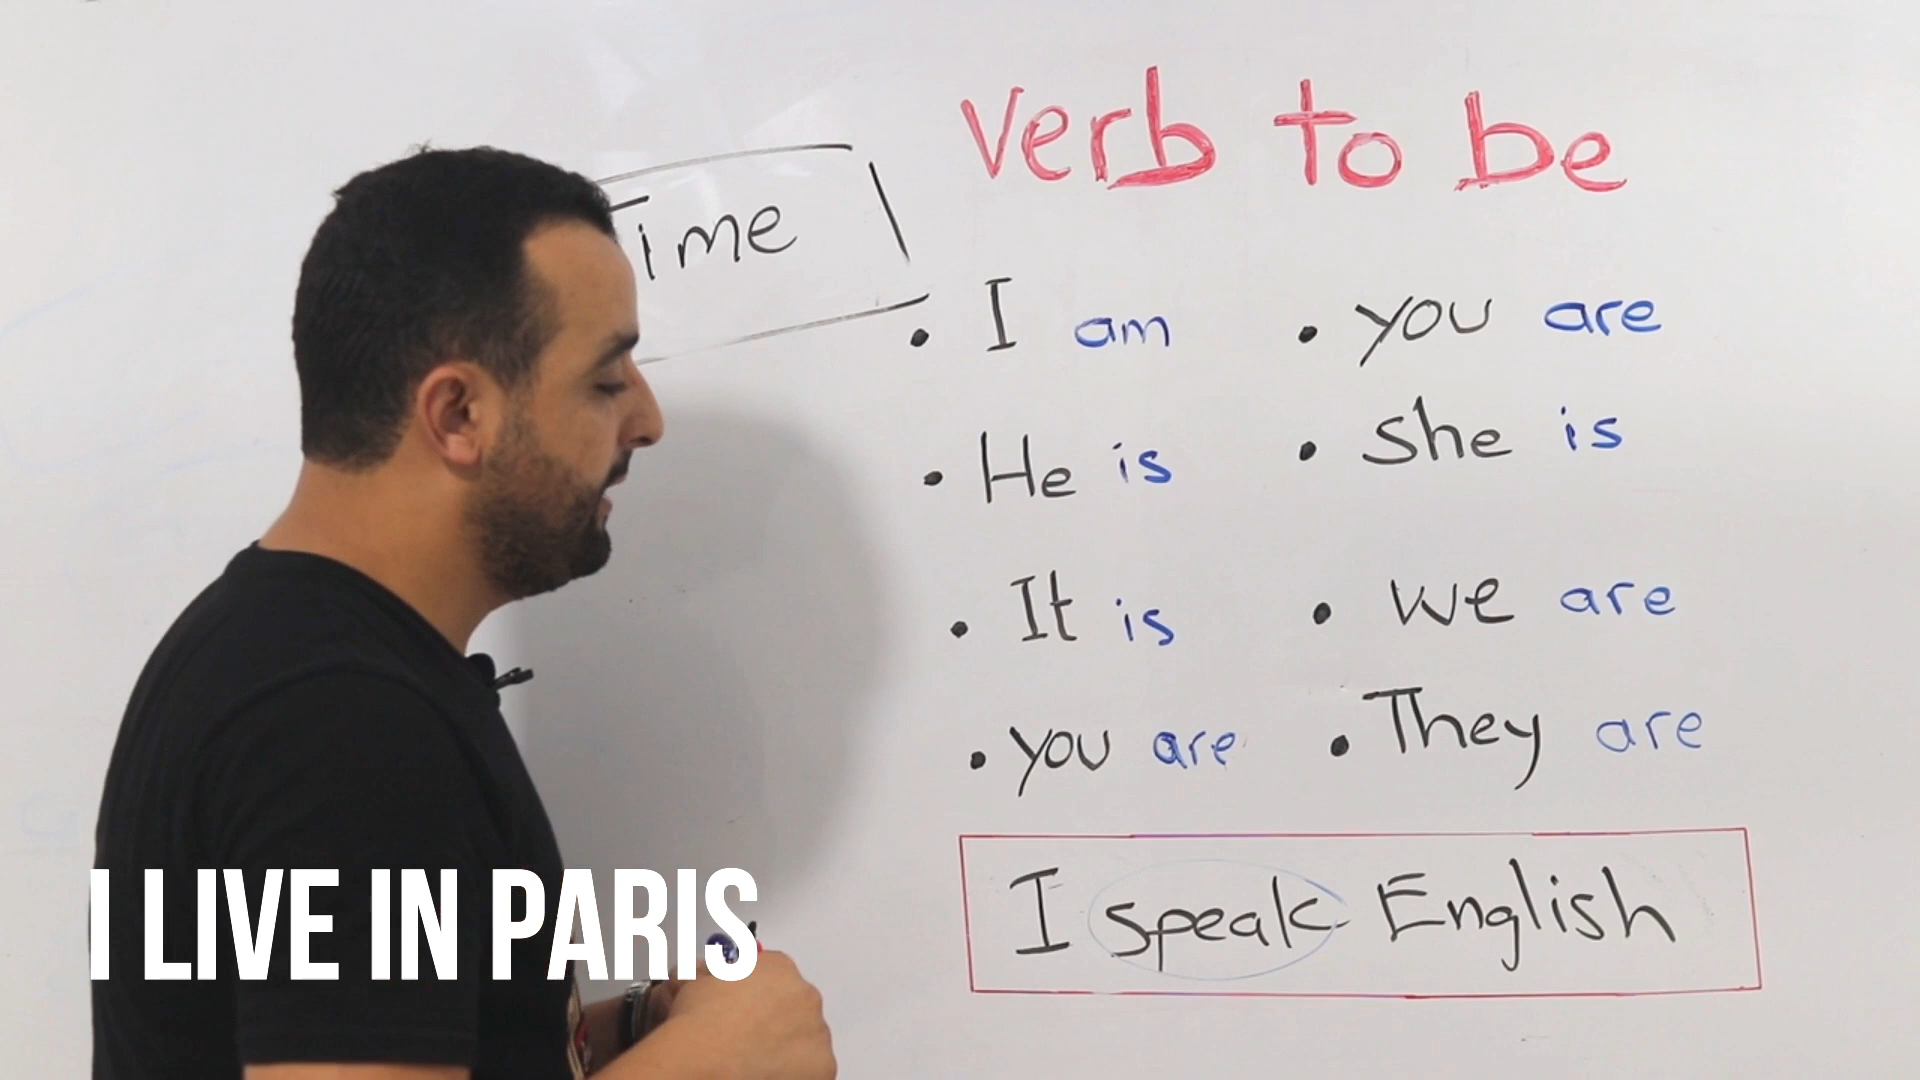 verb to be
Time
• I am • you are
• He is • she is
• It is • we are
• you are • They are
I speak English
I LIVE IN PARIS